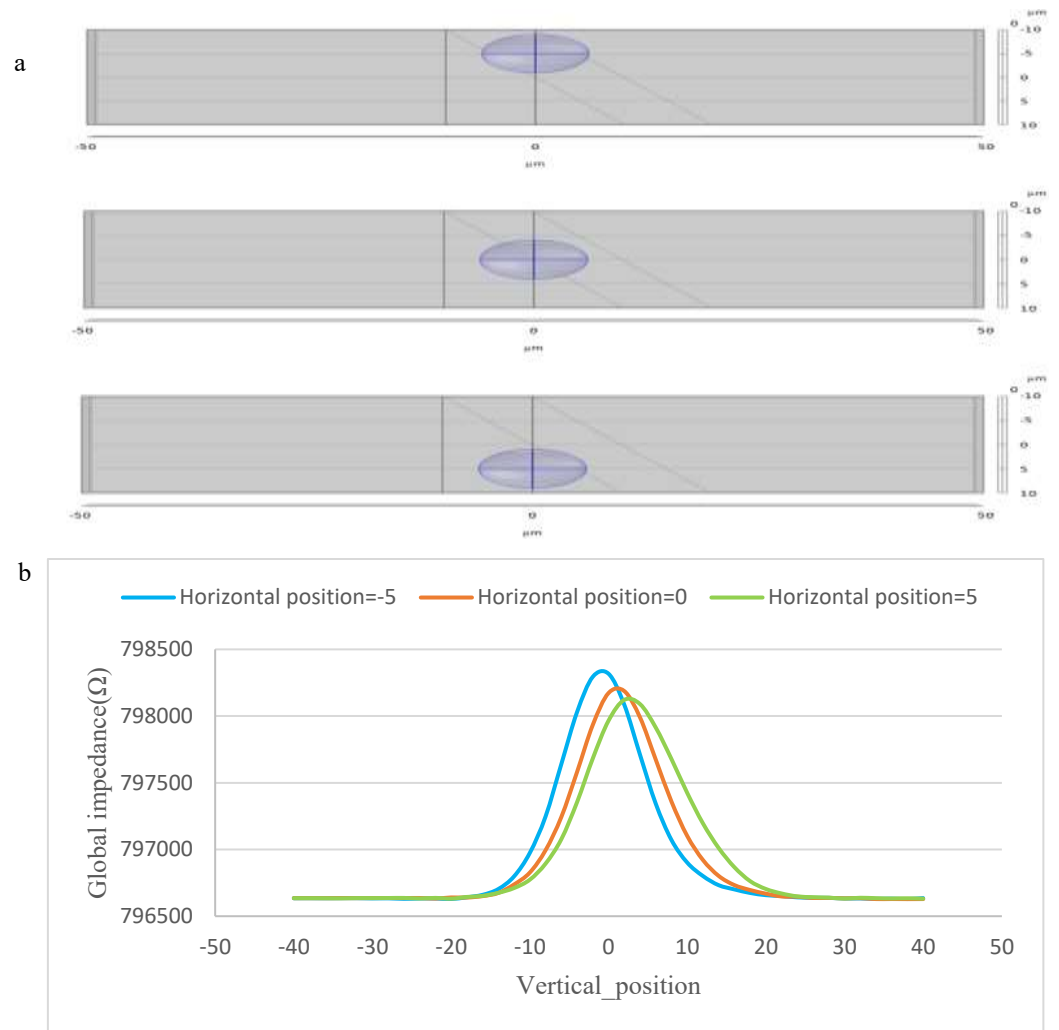 a
μm
0 -10
-5
0
5
10
-50 0 50
μm
μm
0 -10
-5
0
5
10
-50 0 50
μm
μm
0 -10
-5
0
5
10
-50 0 50
μm
b
Horizontal position=-5 Horizontal position=0 Horizontal position=5
798500
798000
797500
797000
796500
-50 -40 -30 -20 -10 0 10 20 30 40 50
Global impedance(Ω)
Vertical_position